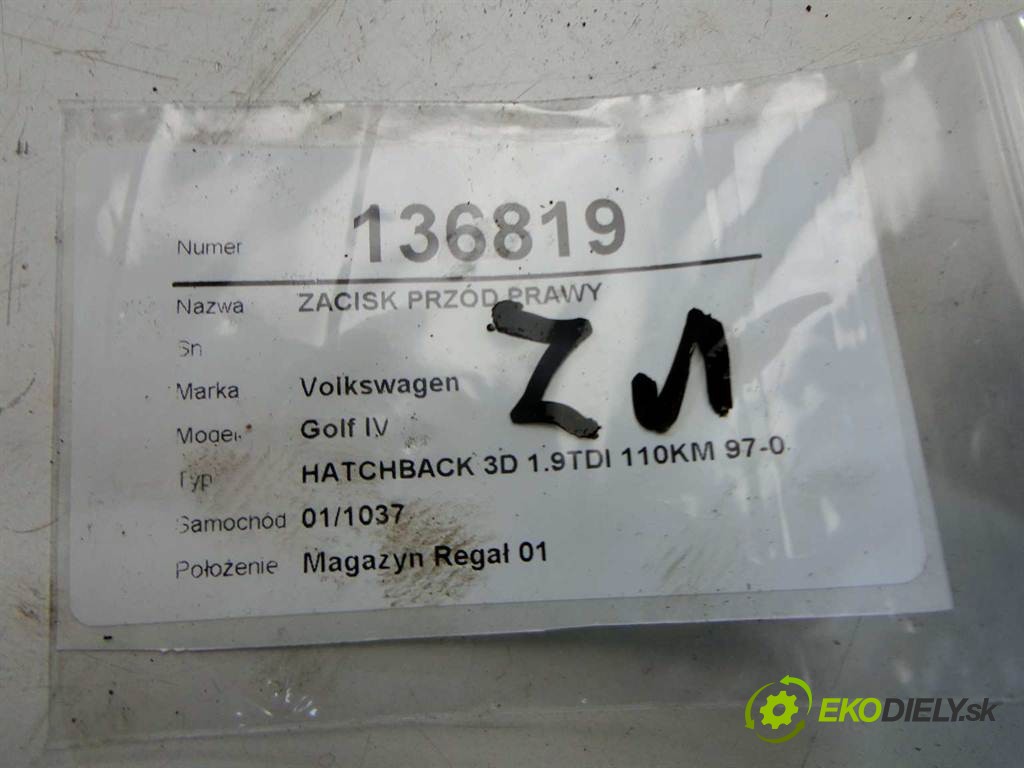 Numer 136819
Nazwa ZACISK PRZÓD PRAWY
Sn
Marka Volkswagen
Model Golf IV
Typ HATCHBACK 3D 1.9TDI 110KM 97-0
Samochód 01/1037
Położenie Magazyn Regał 01
EKODIELY.sk